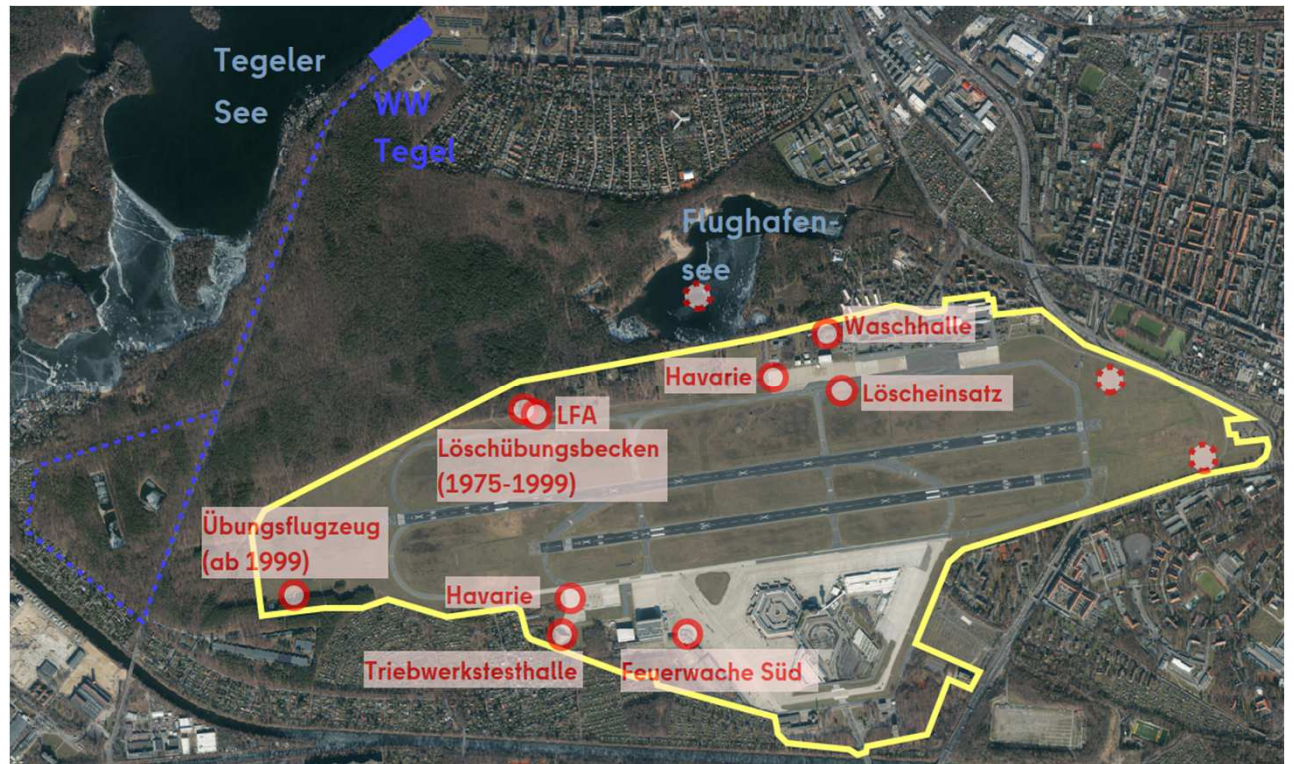 Tegeler
See
WW
Tegel
Flughafen-
see
Waschhalle
Havarie
Löscheinsatz
LFA
Löschübungsbecken
(1975-1999)
Übungsflugzeug
(ab 1999)
Havarie
Triebwerkstesthalle
Feuerwache Süd